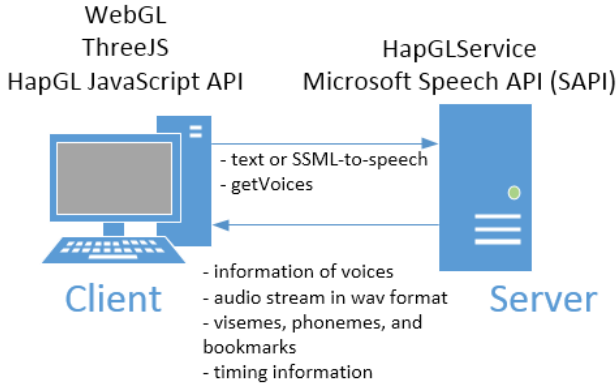 WebGL
ThreeJS
HapGL JavaScript API
HapGLService
Microsoft Speech API (SAPI)
- text or SSML-to-speech
- getVoices
- information of voices
- audio stream in wav format
- visemes, phonemes, and
bookmarks
- timing information
Client
Server